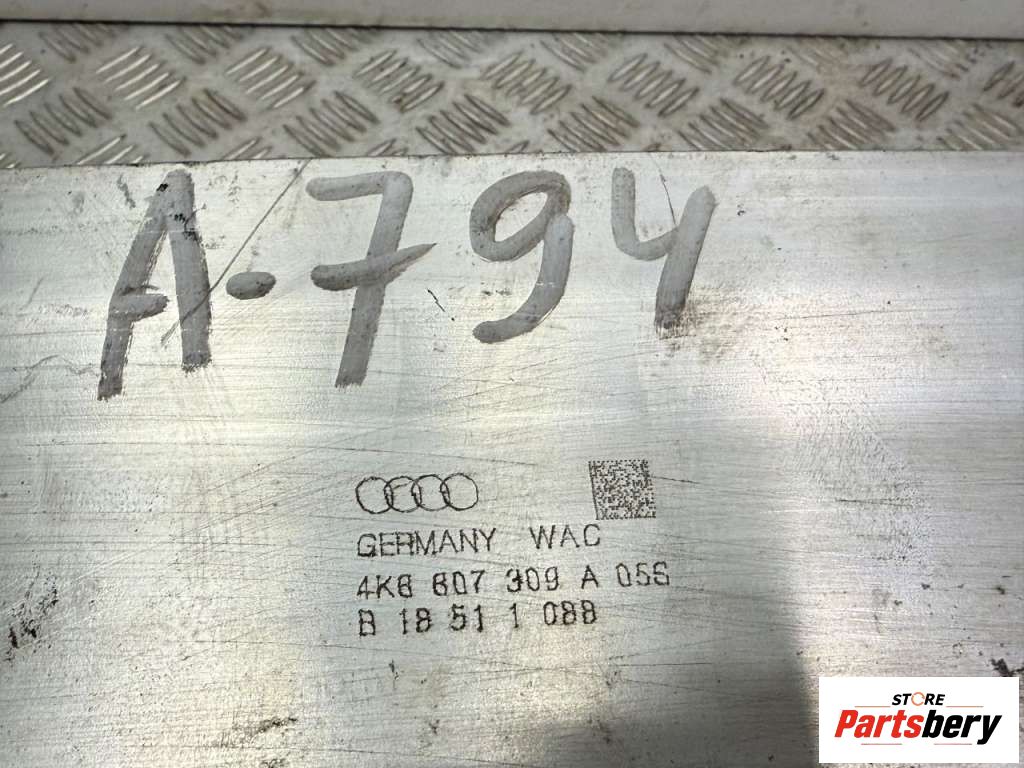 A-794
GERMANY WAC
4K8 807 309 A 05S
B 18 51 1 088
STORE
Partsbery